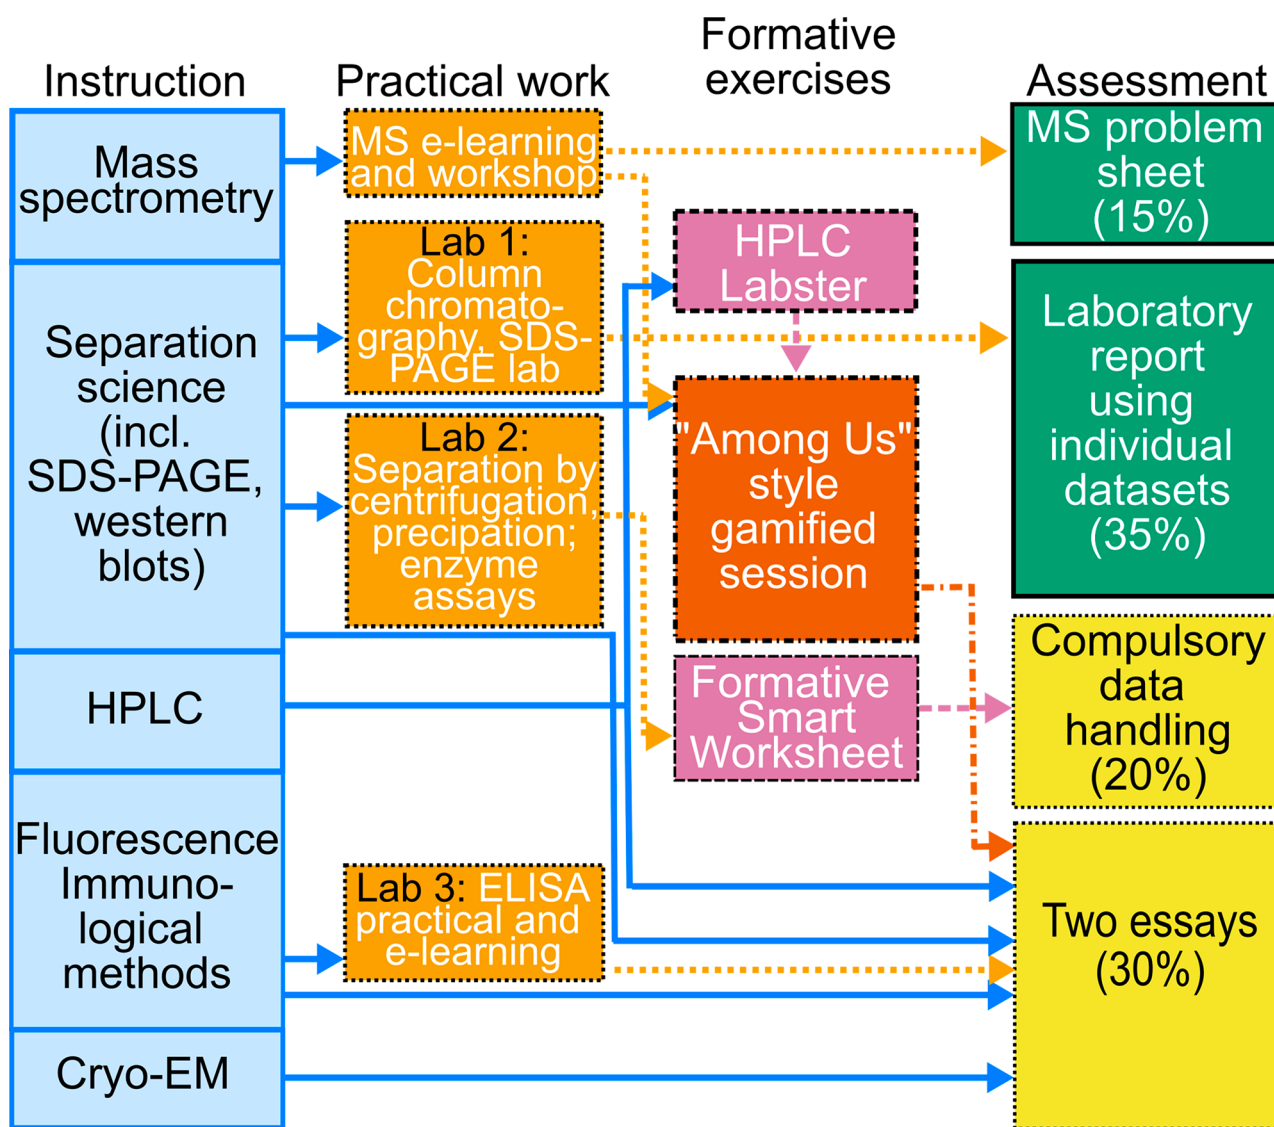 Instruction
Mass
spectrometry
Separation
science
(incl.
SDS-PAGE,
western
blots)
HPLC
Fluorescence
Immuno-
logical
methods
Cryo-EM
Practical work
MS e-learning
and workshop
Lab 1:
Column
chromato-
graphy, SDS-
PAGE lab
Lab 2:
Separation by
centrifugation,
precipation;
enzyme
assays
Lab 3: ELISA
practical and
e-learning
Formative
exercises
HPLC
Labster
"Among Us"
style
gamified
session
Formative
Smart
Worksheet
Assessment
MS problem
sheet
(15%)
Laboratory
report
using
individual
datasets
(35%)
Compulsory
data
handling
(20%)
Two essays
(30%)